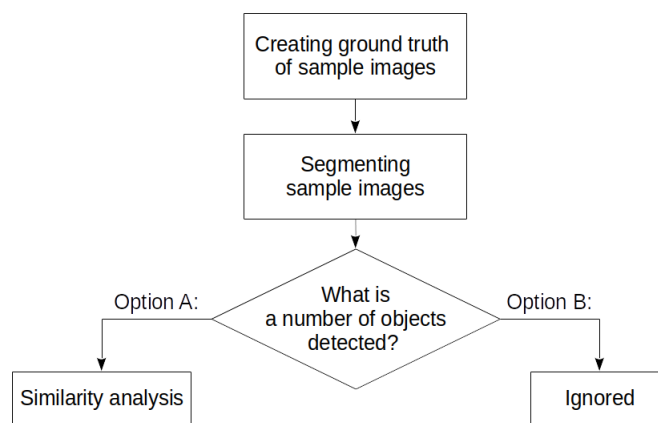 Creating ground truth
of sample images
Segmenting
sample images
Option A:
What is
a number of objects
detected?
Option B:
Similarity analysis
Ignored